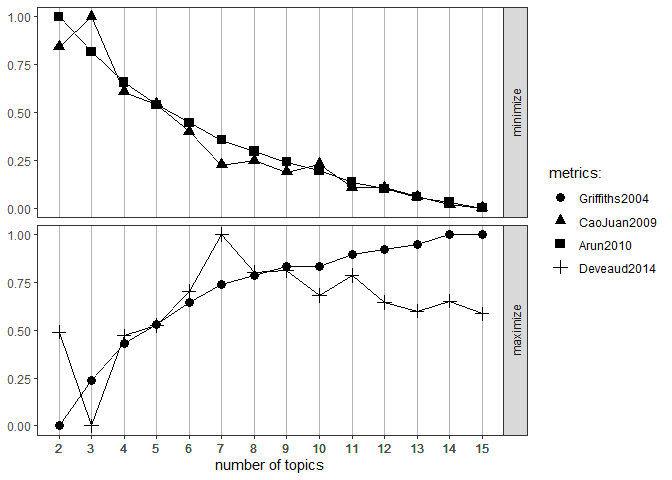 1.00
0.75
0.50
0.25
0.00
minimize
1.00
0.75
0.50
0.25
0.00
maximize
2 3 4 5 6 7 8 9 10 11 12 13 14 15
number of topics
metrics:
Griffiths2004
CaoJuan2009
Arun2010
Deveaud2014